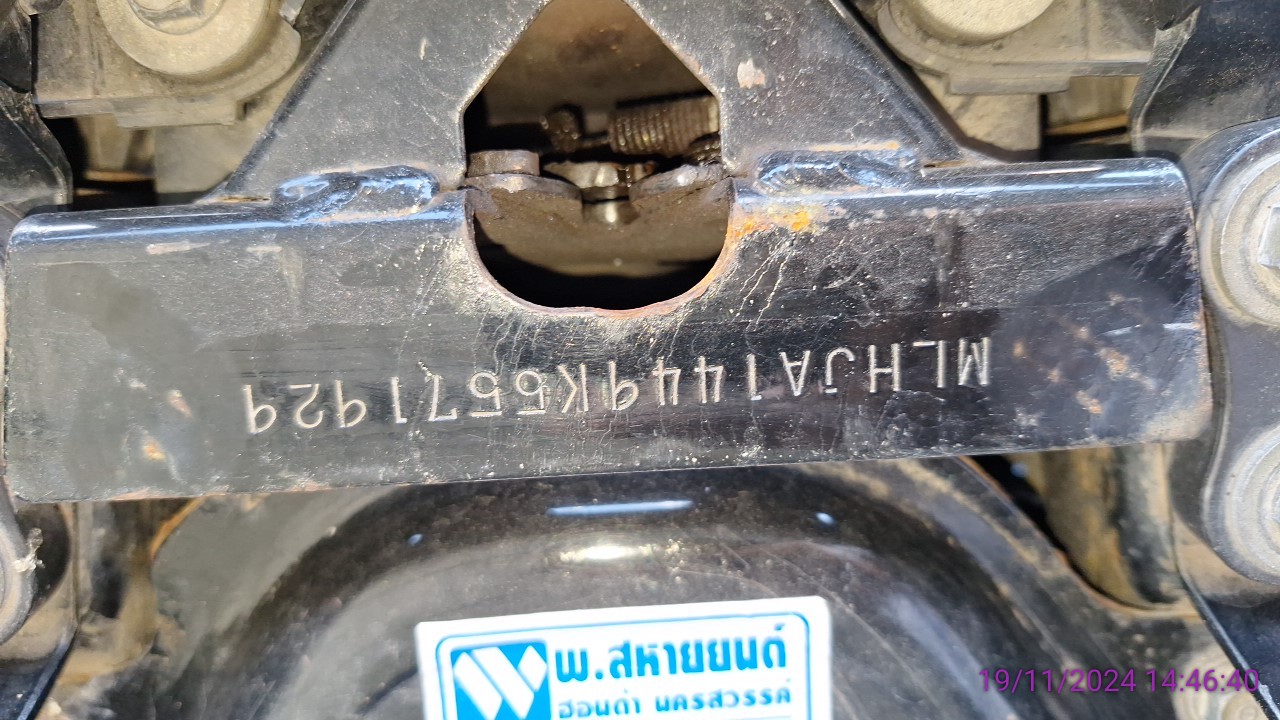 MLHJA1449K5571929
พ.สหายยนต์
ฮอนด้า นครสวรรค์
19/11/2024 14:46:40